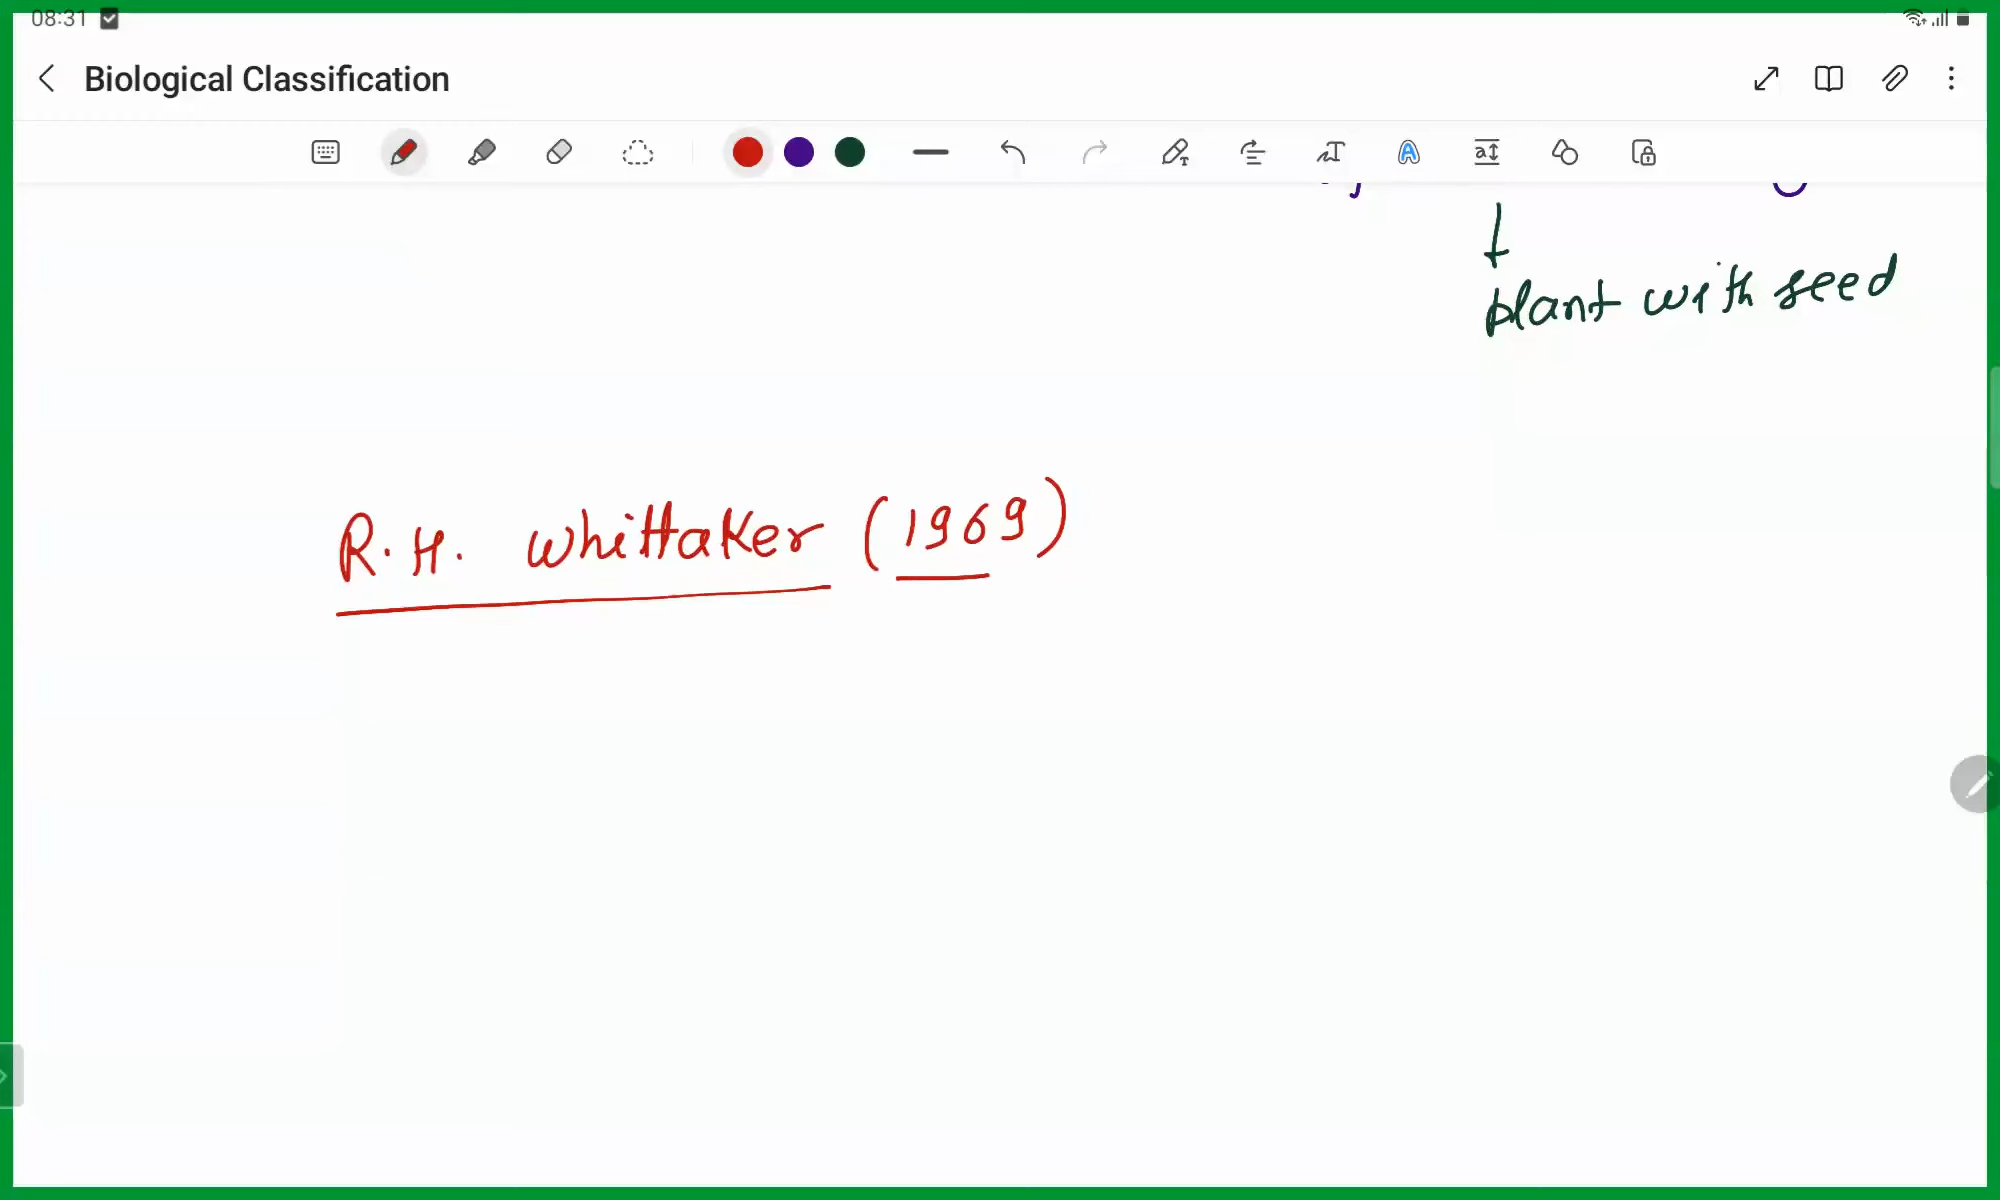 08:31
Biological Classification
plant with seed
R.H. Whittaker (1969)